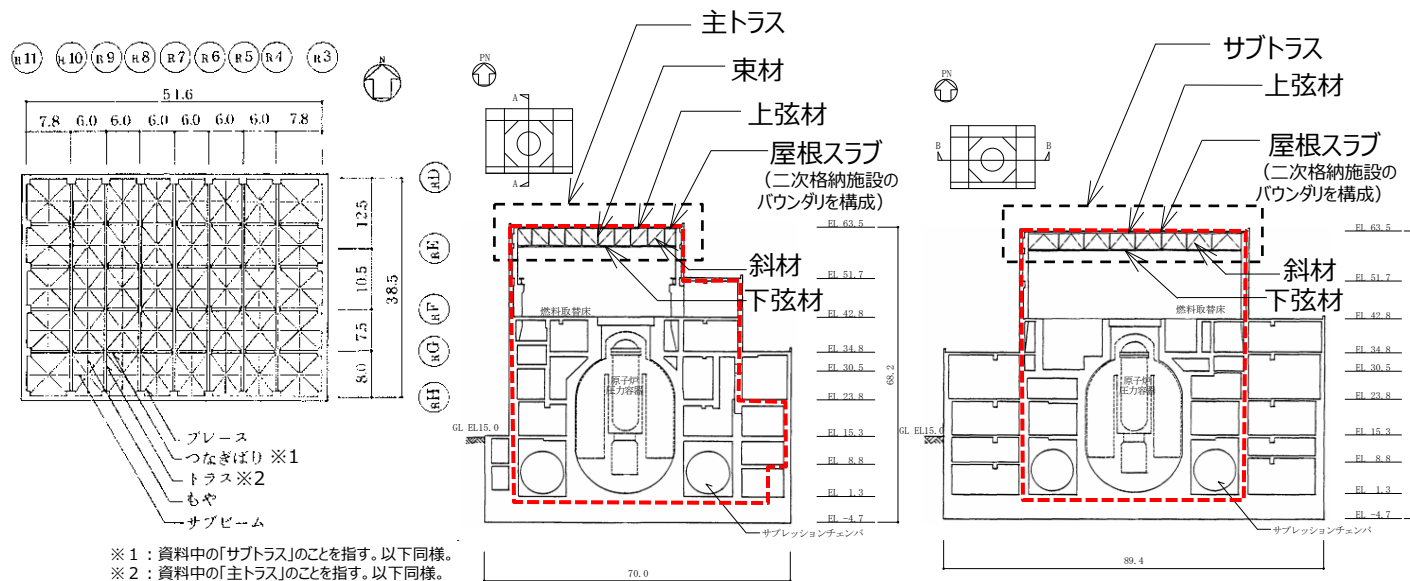 R11 R10 R9 R8 R7 R6 R5 R4 R3
N
51.6
7.8 6.0 6.0 6.0 6.0 6.0 6.0 7.8
RD
RE
RF
RG
RH
12.5
10.5
7.5
8.0
38.5
ブレース
つなぎばり ※1
トラス※2
もや
サブビーム
※1：資料中の「サブトラス」のことを指す。以下同様。
※2：資料中の「主トラス」のことを指す。以下同様。
PN
A
A
主トラス
束材
上弦材
屋根スラブ
（二次格納施設の
バウンダリを構成）
斜材
下弦材
燃料取替床
原子炉
圧力容器
GL EL15.0
EL 63.5
EL 51.7
EL 42.8
EL 34.8
EL 30.5
EL 23.8
EL 15.3
EL 8.8
EL 1.3
EL -4.7
68.2
サプレッションチェンバ
70.0
PN
B
B
サブトラス
上弦材
屋根スラブ
（二次格納施設の
バウンダリを構成）
斜材
下弦材
燃料取替床
原子炉
圧力容器
GL EL15.0
EL 63.5
EL 51.7
EL 42.8
EL 34.8
EL 30.5
EL 23.8
EL 15.3
EL 8.8
EL 1.3
EL -4.7
サプレッションチェンバ
89.4